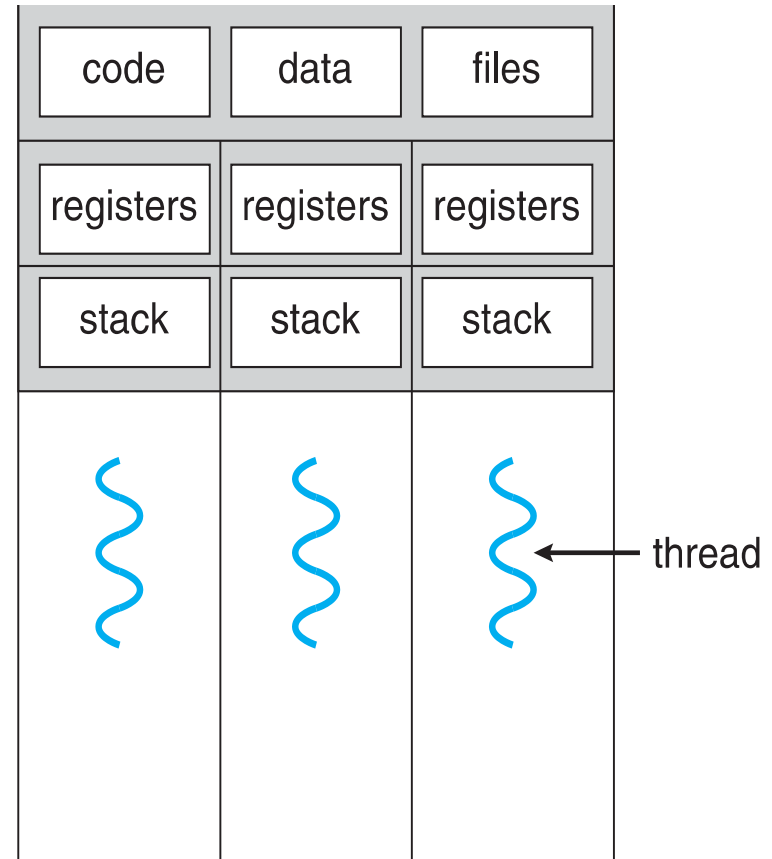 code data files
registers registers registers
stack stack stack
thread